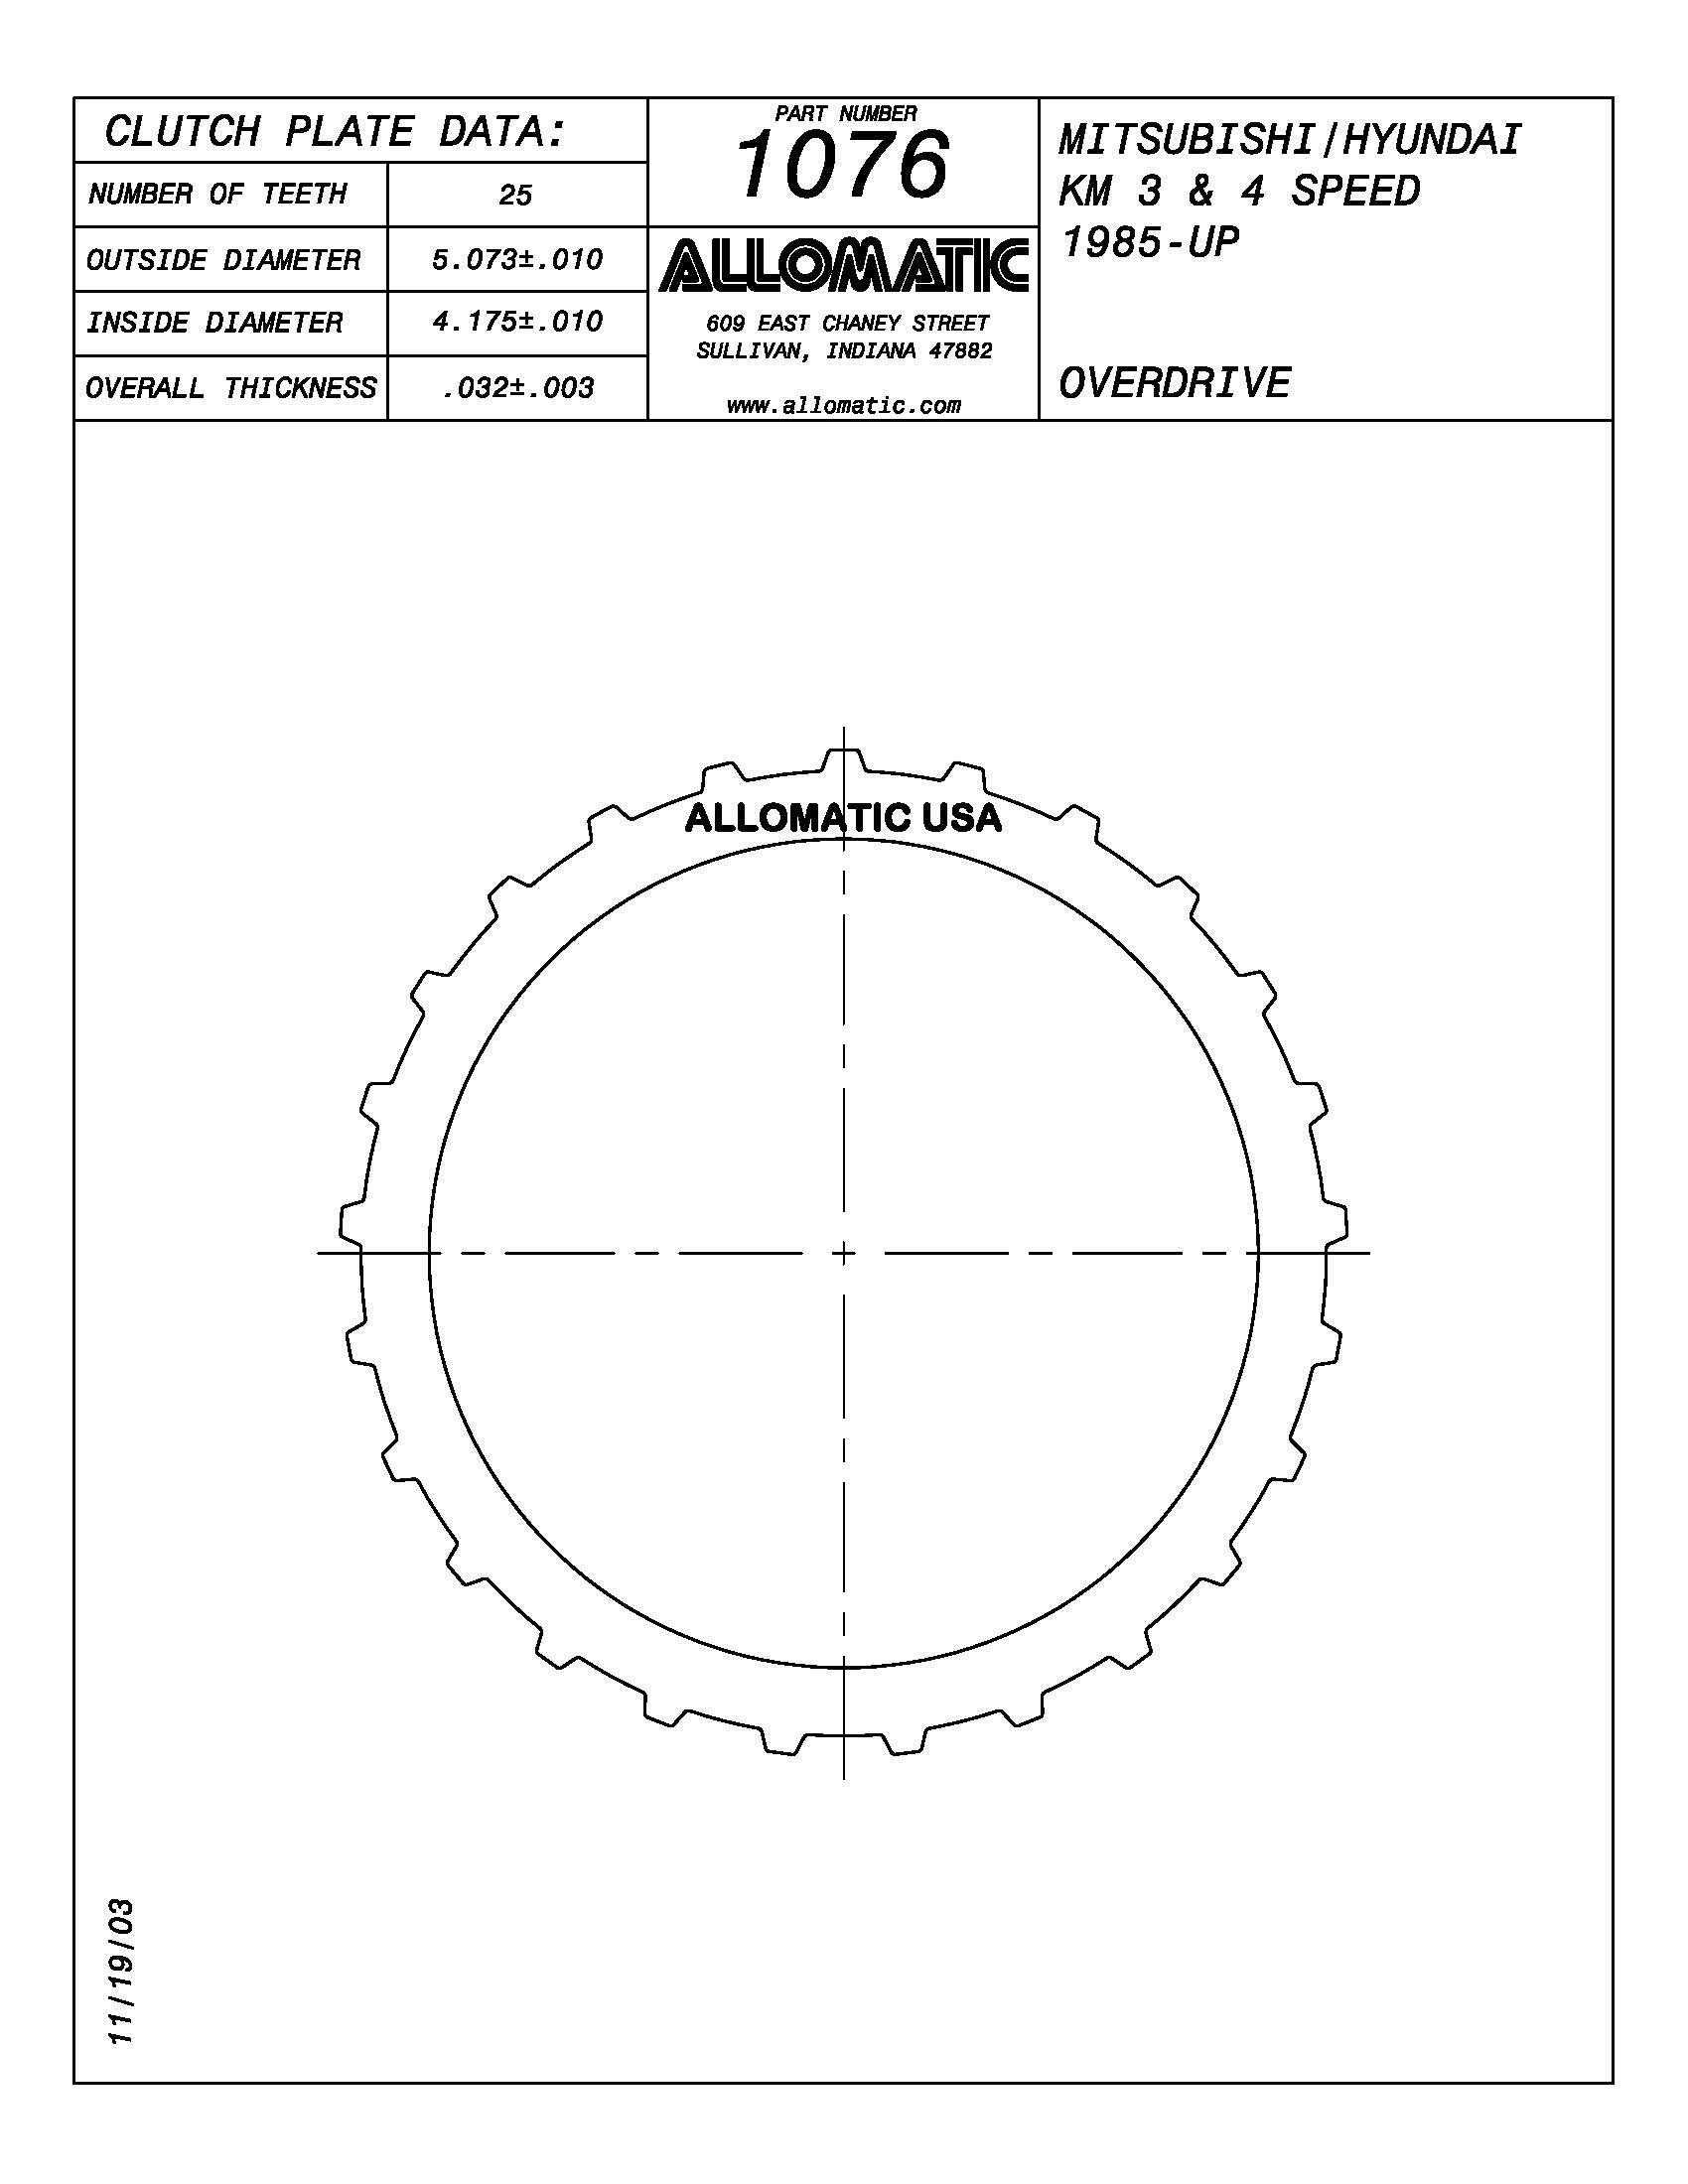 CLUTCH PLATE DATA:
NUMBER OF TEETH 25
OUTSIDE DIAMETER 5.073±.010
INSIDE DIAMETER 4.175±.010
OVERALL THICKNESS .032±.003
PART NUMBER
1076
ALLOMATIC
609 EAST CHANEY STREET
SULLIVAN, INDIANA 47882
www.allomatic.com
MITSUBISHI/HYUNDAI
KM 3 & 4 SPEED
1985-UP
OVERDRIVE
ALLOMATIC USA
11/19/03